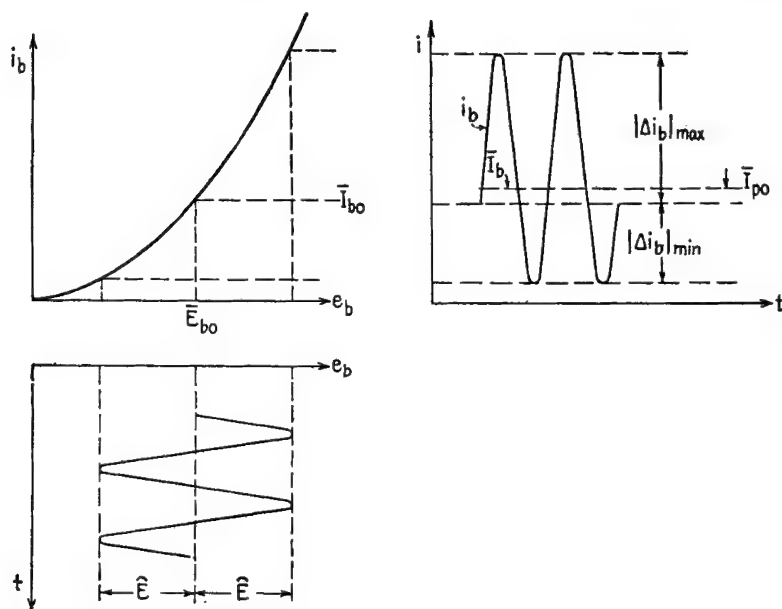 i_b
Ī_bo
Ē_bo
e_b
i
i_b
Ī_b
|Δi_b|_max
Ī_po
|Δi_b|_min
t
e_b
t
Ê
Ê